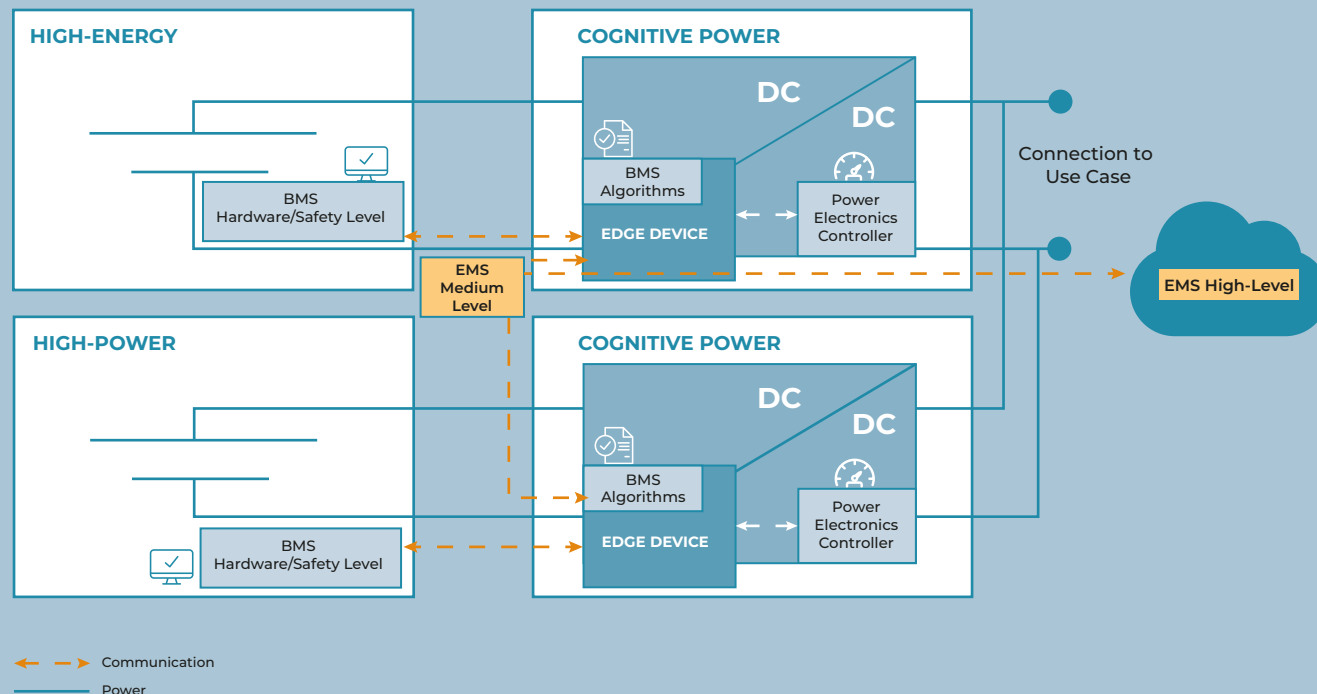 HIGH-ENERGY
BMS
Hardware/Safety Level
COGNITIVE POWER
DC
DC
BMS
Algorithms
EDGE DEVICE
Power
Electronics
Controller
Connection to
Use Case
EMS
Medium
Level
EMS High-Level
HIGH-POWER
BMS
Hardware/Safety Level
COGNITIVE POWER
DC
DC
BMS
Algorithms
EDGE DEVICE
Power
Electronics
Controller
Communication
Power